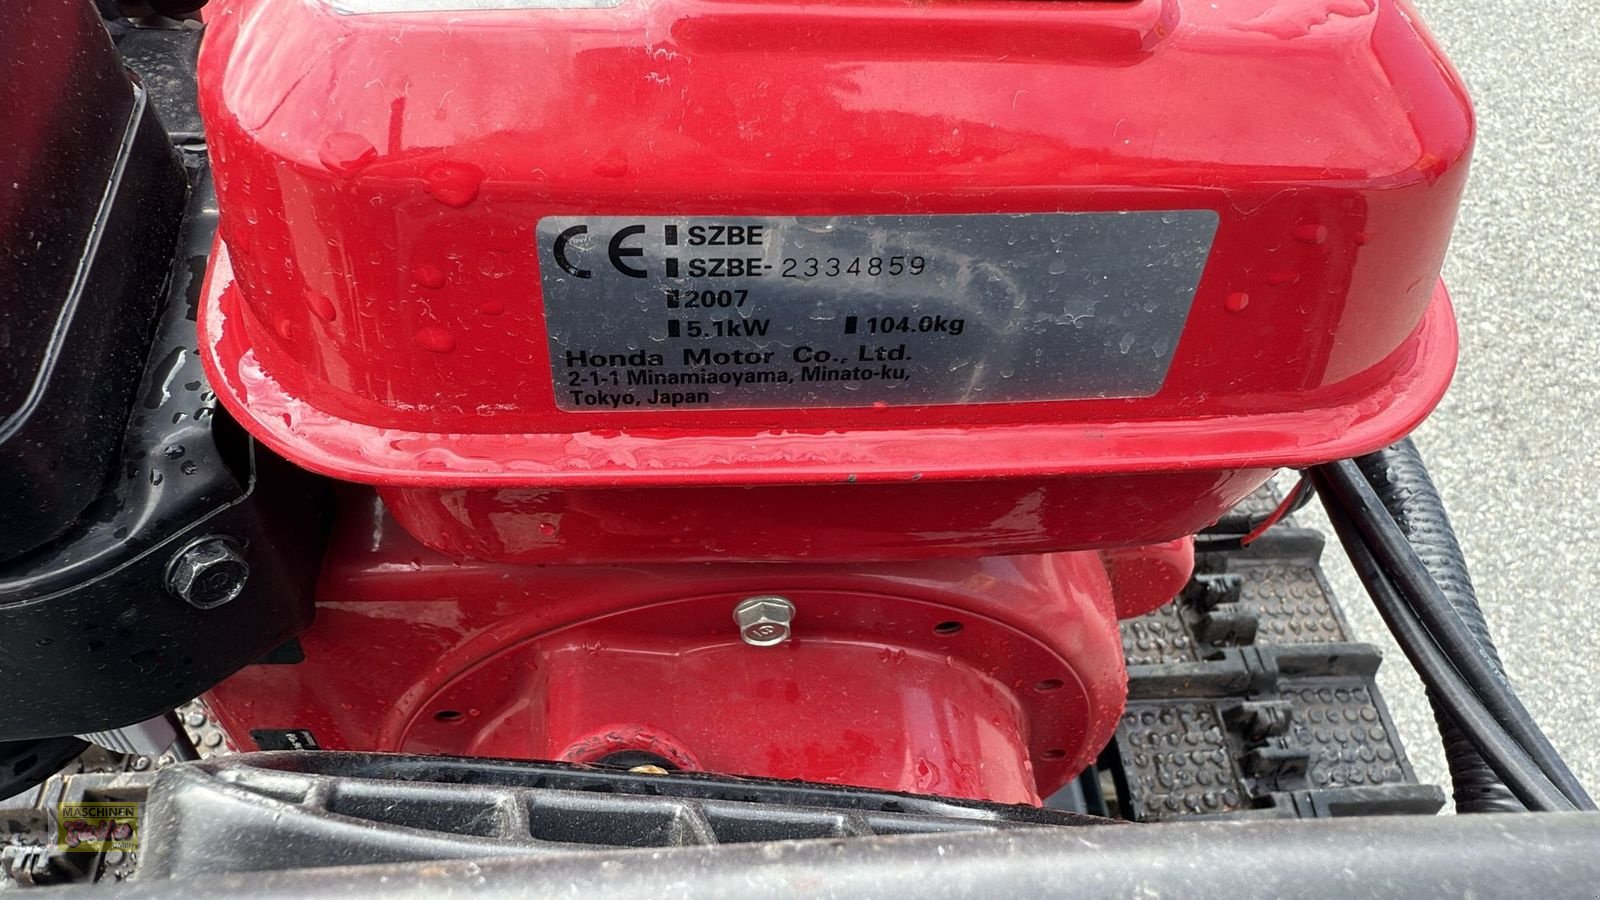 CE SZBE
SZBE-2334859
2007
5.1kW 104.0kg
Honda Motor Co., Ltd.
2-1-1 Minamiaoyama, Minato-ku,
Tokyo, Japan
MASCHINEN